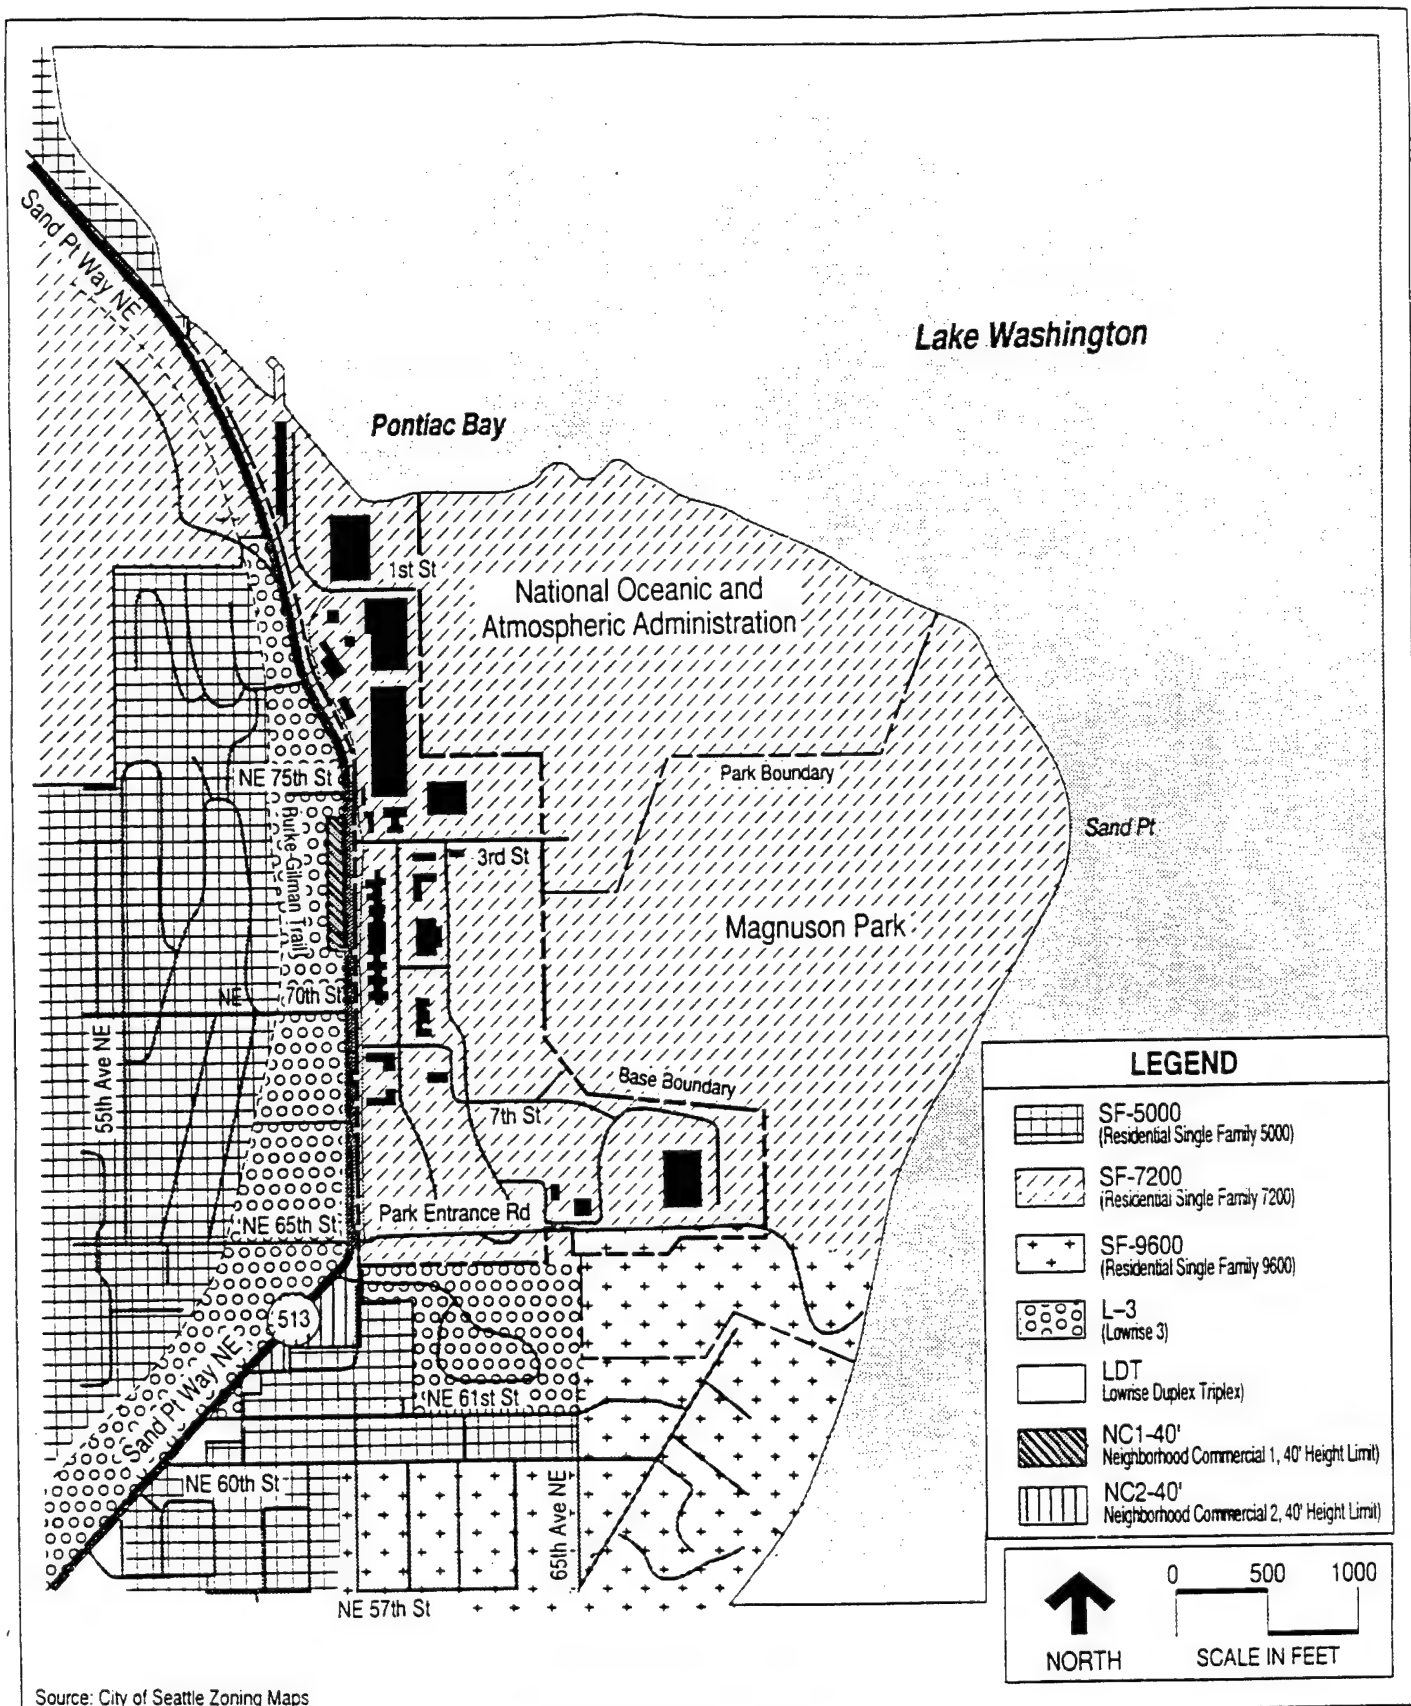 Sand Pt Way NE
Lake Washington
Pontiac Bay
1st St
National Oceanic and
Atmospheric Administration
NE 75th St
Park Boundary
Sand Pt
Burke-Gilman Trail
3rd St
Magnuson Park
NE 70th St
55th Ave NE
Base Boundary
7th St
NE 65th St
Park Entrance Rd
513
Sand Pt Way NE
NE 61st St
NE 60th St
65th Ave NE
NE 57th St
LEGEND
SF-5000
(Residential Single Family 5000)
SF-7200
(Residential Single Family 7200)
SF-9600
(Residential Single Family 9600)
L-3
(Lowrise 3)
LDT
Lowrise Duplex Triplex)
NC1-40'
Neighborhood Commercial 1, 40' Height Limit)
NC2-40'
Neighborhood Commercial 2, 40' Height Limit)
0 500 1000
NORTH
SCALE IN FEET
Source: City of Seattle Zoning Maps